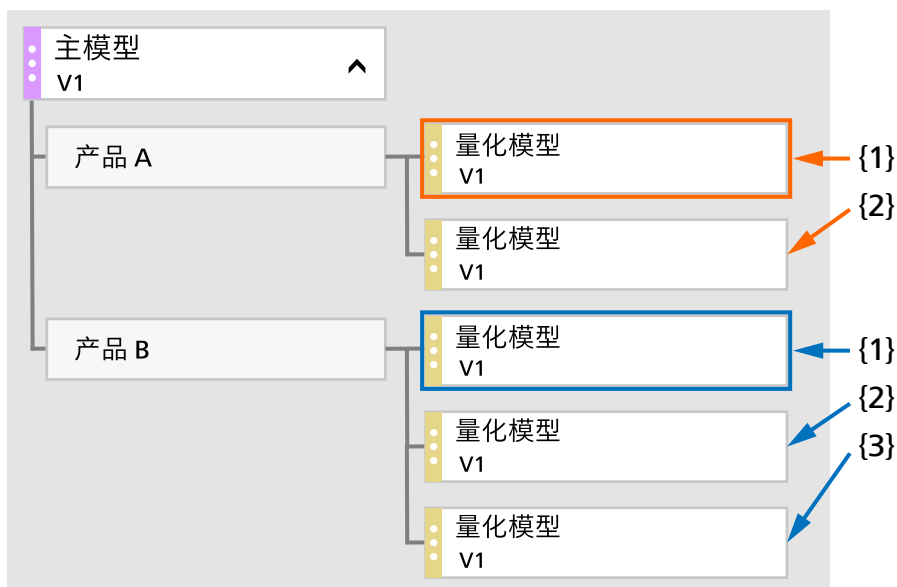 主模型
V1
产品 A
量化模型
V1
{1}
{2}
量化模型
V1
产品 B
量化模型
V1
{1}
{2}
量化模型
V1
{3}
量化模型
V1